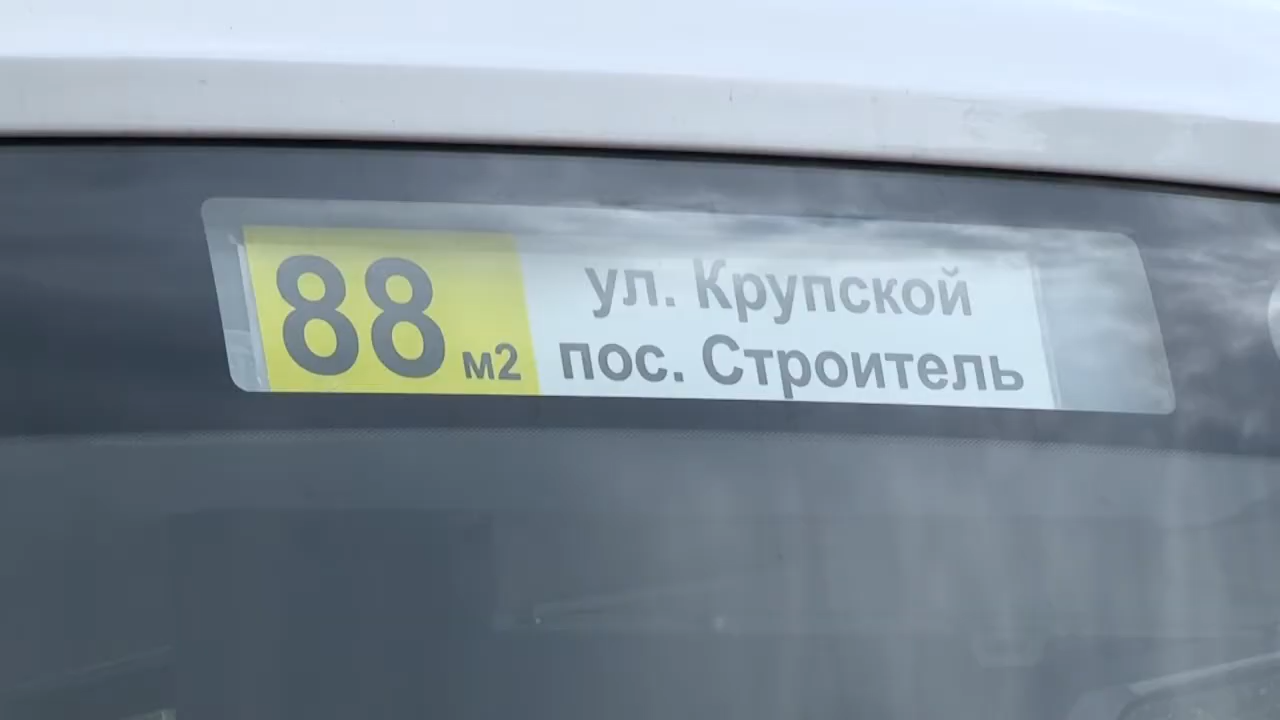 88 м2
ул. Крупской
пос. Строитель